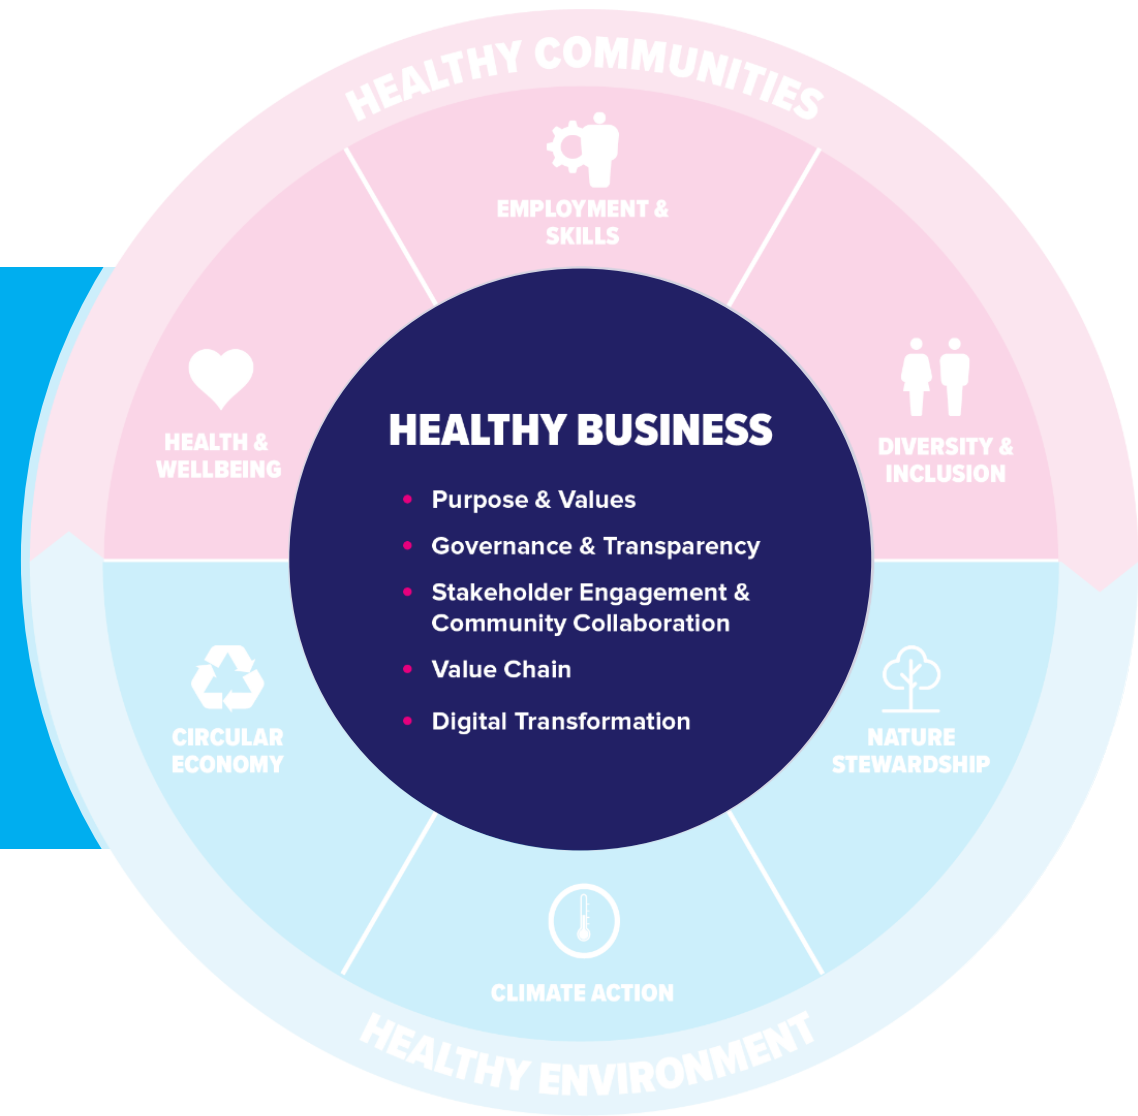 HEALTHY COMMUNITIES
EMPLOYMENT &
SKILLS
HEALTH &
WELLBEING
DIVERSITY &
INCLUSION
HEALTHY BUSINESS
• Purpose & Values
• Governance & Transparency
• Stakeholder Engagement &
Community Collaboration
• Value Chain
• Digital Transformation
CIRCULAR
ECONOMY
NATURE
STEWARDSHIP
CLIMATE ACTION
HEALTHY ENVIRONMENT